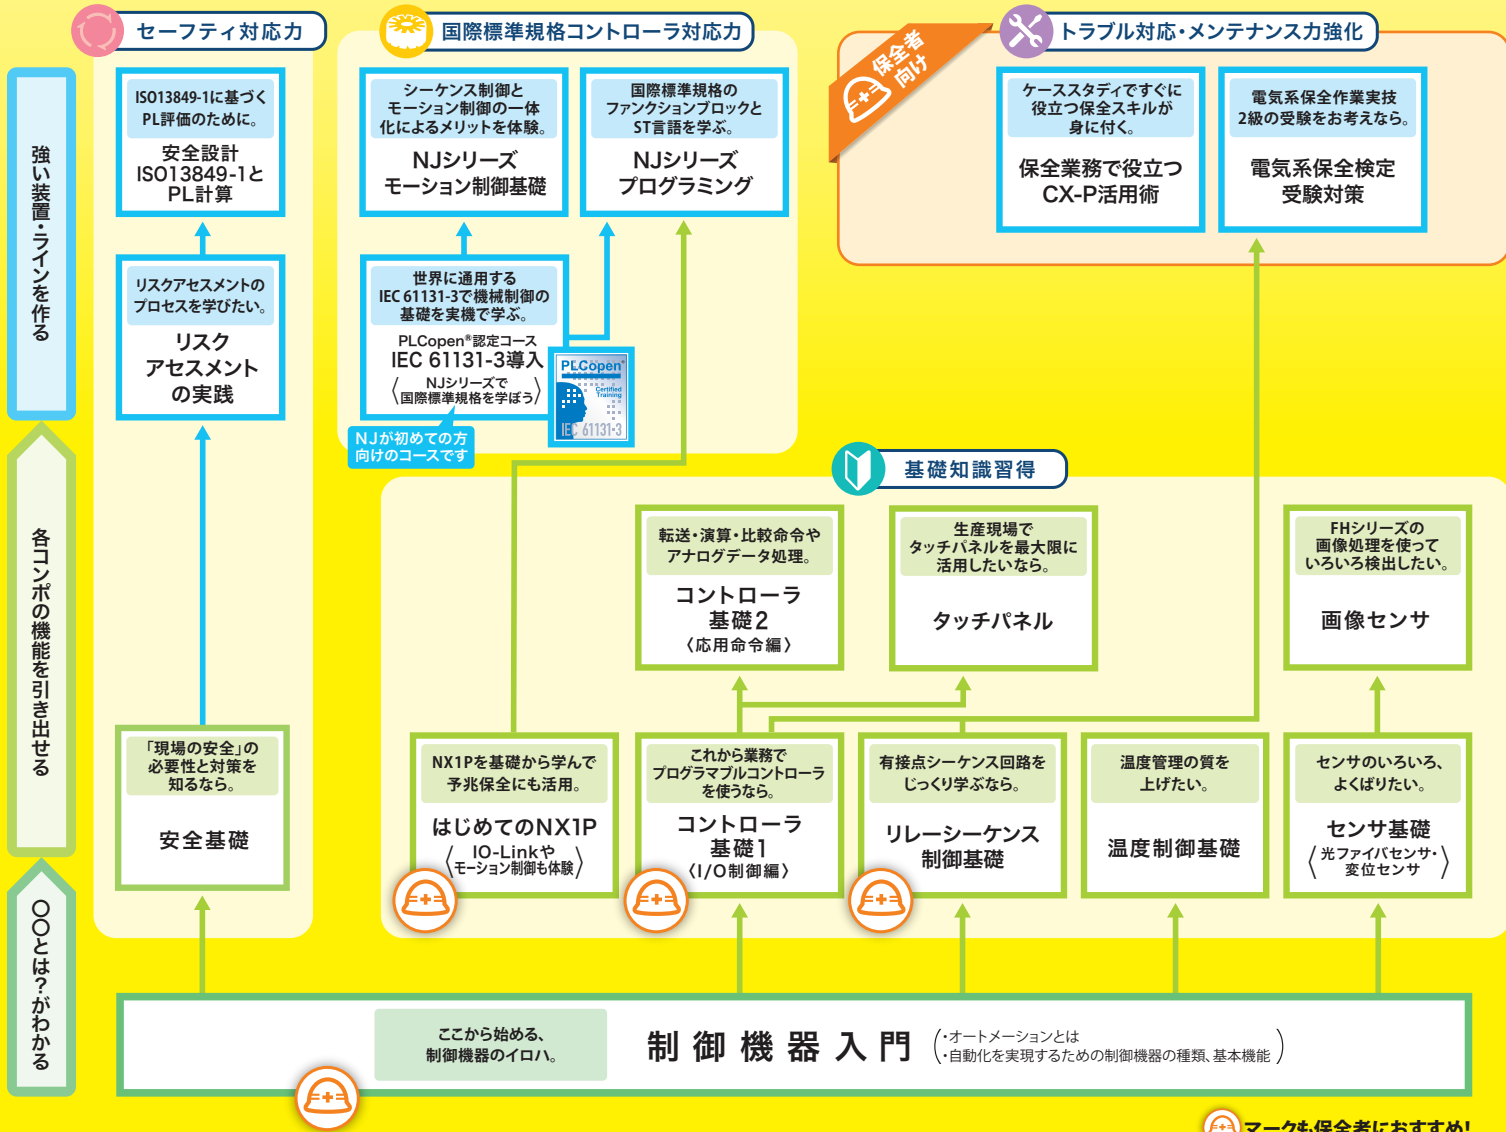 セーフティ対応力
国際標準規格コントローラ対応力
トラブル対応・メンテナンス力強化
保全者
向け
強い装置・ラインを作る
各コンポの機能を引き出せる
〇〇とは？がわかる
ISO13849-1に基づく
PL評価のために。
安全設計
ISO13849-1と
PL計算
リスクアセスメントの
プロセスを学びたい。
リスク
アセスメント
の実践
「現場の安全」の
必要性と対策を
知るなら。
安全基礎
シーケンス制御と
モーション制御の一体
化によるメリットを体験。
NJシリーズ
モーション制御基礎
国際標準規格の
ファンクションブロックと
ST言語を学ぶ。
NJシリーズ
プログラミング
世界に通用する
IEC 61131-3で機械制御の
基礎を実機で学ぶ。
PLCopen®認定コース
IEC 61131-3導入
〈NJシリーズで
国際標準規格を学ぼう〉
PLCopen®
Certified
Training
IEC 61131-3
NJが初めての方
向けのコースです
ケーススタディですぐに
役立つ保全スキルが
身に付く。
保全業務で役立つ
CX-P活用術
電気系保全作業実技
2級の受験をお考えなら。
電気系保全検定
受験対策
基礎知識習得
転送・演算・比較命令や
アナログデータ処理。
コントローラ
基礎2
〈応用命令編〉
生産現場で
タッチパネルを最大限に
活用したいなら。
タッチパネル
FHシリーズの
画像処理を使って
いろいろ検出したい。
画像センサ
NX1Pを基礎から学んで
予兆保全にも活用。
はじめてのNX1P
〈IO-Linkや
モーション制御も体験〉
これから業務で
プログラマブルコントローラ
を使うなら。
コントローラ
基礎1
〈I/O制御編〉
有接点シーケンス回路を
じっくり学ぶなら。
リレーシーケンス
制御基礎
温度管理の質を
上げたい。
温度制御基礎
センサのいろいろ、
よくばりたい。
センサ基礎
〈光ファイバセンサ・
変位センサ〉
ここから始める、
制御機器のイロハ。
制御機器入門
(・オートメーションとは
・自動化を実現するための制御機器の種類、基本機能)
マークも保全者におすすめ!